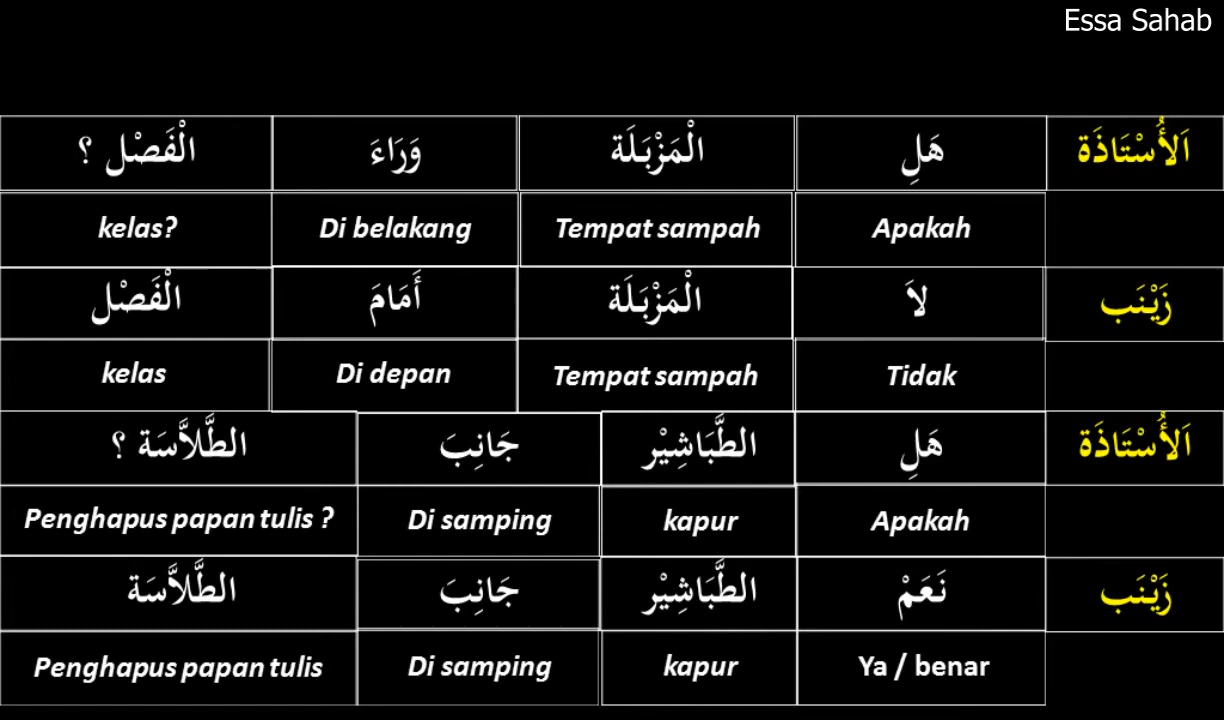 Essa Sahab
اَلأُسْتَاذَة هَلِ الْمَزْبَلَة وَرَاءَ الْفَصْل ؟
Apakah Tempat sampah Di belakang kelas?
زَيْنَب لاَ الْمَزْبَلَة أَمَامَ الْفَصْل
Tidak Tempat sampah Di depan kelas
اَلأُسْتَاذَة هَلِ الطَّبَاشِيْر جَانِبَ الطَّلاَّسَة ؟
Apakah kapur Di samping Penghapus papan tulis ?
زَيْنَب نَعَمْ الطَّبَاشِيْر جَانِبَ الطَّلاَّسَة
Ya / benar kapur Di samping Penghapus papan tulis